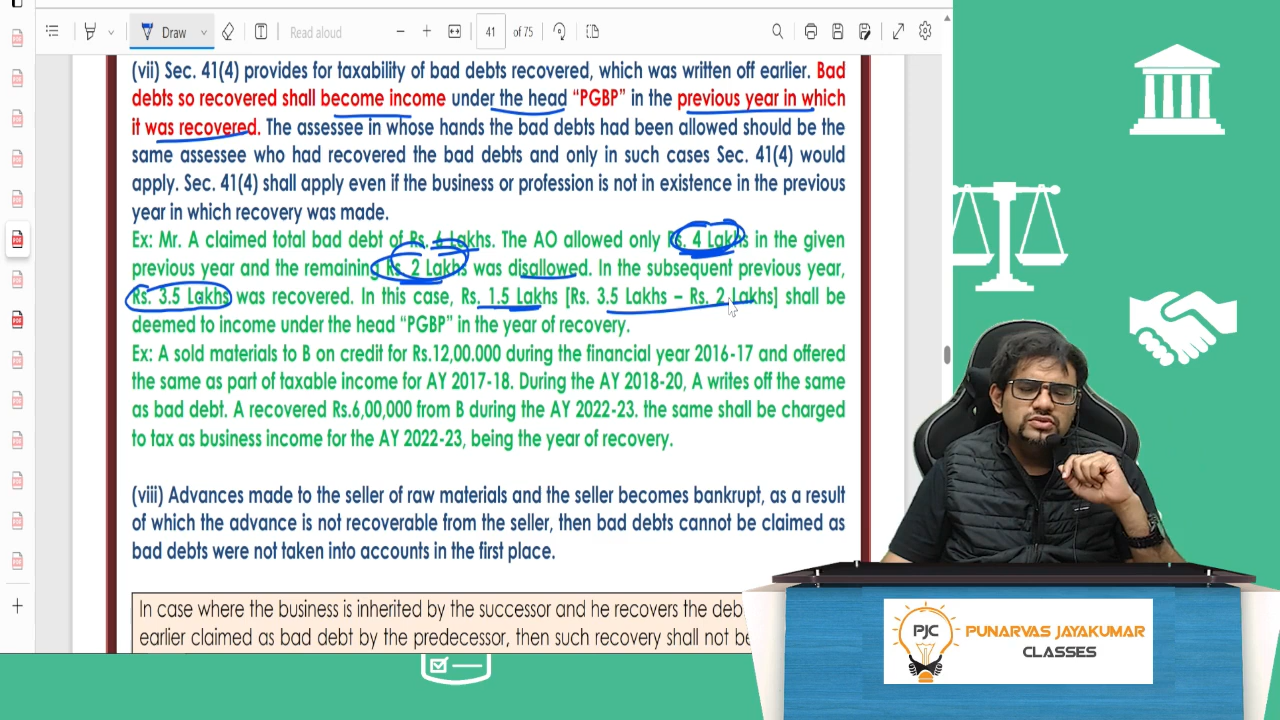 Draw
Read aloud
41
of 75
(vii) Sec. 41(4) provides for taxability of bad debts recovered, which was written off earlier. Bad
debts so recovered shall become income under the head “PGBP” in the previous year in which
it was recovered. The assessee in whose hands the bad debts had been allowed should be the
same assessee who had recovered the bad debts and only in such cases Sec. 41(4) would
apply. Sec. 41(4) shall apply even if the business or profession is not in existence in the previous
year in which recovery was made.
Ex: Mr. A claimed total bad debt of Rs. 6 Lakhs. The AO allowed only Rs. 4 Lakhs in the given
previous year and the remaining Rs. 2 Lakhs was disallowed. In the subsequent previous year,
Rs. 3.5 Lakhs was recovered. In this case, Rs. 1.5 Lakhs [Rs. 3.5 Lakhs – Rs. 2 Lakhs] shall be
deemed to income under the head “PGBP” in the year of recovery.
Ex: A sold materials to B on credit for Rs.12,00.000 during the financial year 2016-17 and offered
the same as part of taxable income for AY 2017-18. During the AY 2018-20, A writes off the same
as bad debt. A recovered Rs.6,00,000 from B during the AY 2022-23. the same shall be charged
to tax as business income for the AY 2022-23, being the year of recovery.
(viii) Advances made to the seller of raw materials and the seller becomes bankrupt, as a result
of which the advance is not recoverable from the seller, then bad debts cannot be claimed as
bad debts were not taken into accounts in the first place.
In case where the business is inherited by the successor and he recovers the deb
earlier claimed as bad debt by the predecessor, then such recovery shall not be
PJC
PUNARVAS JAYAKUMAR
CLASSES